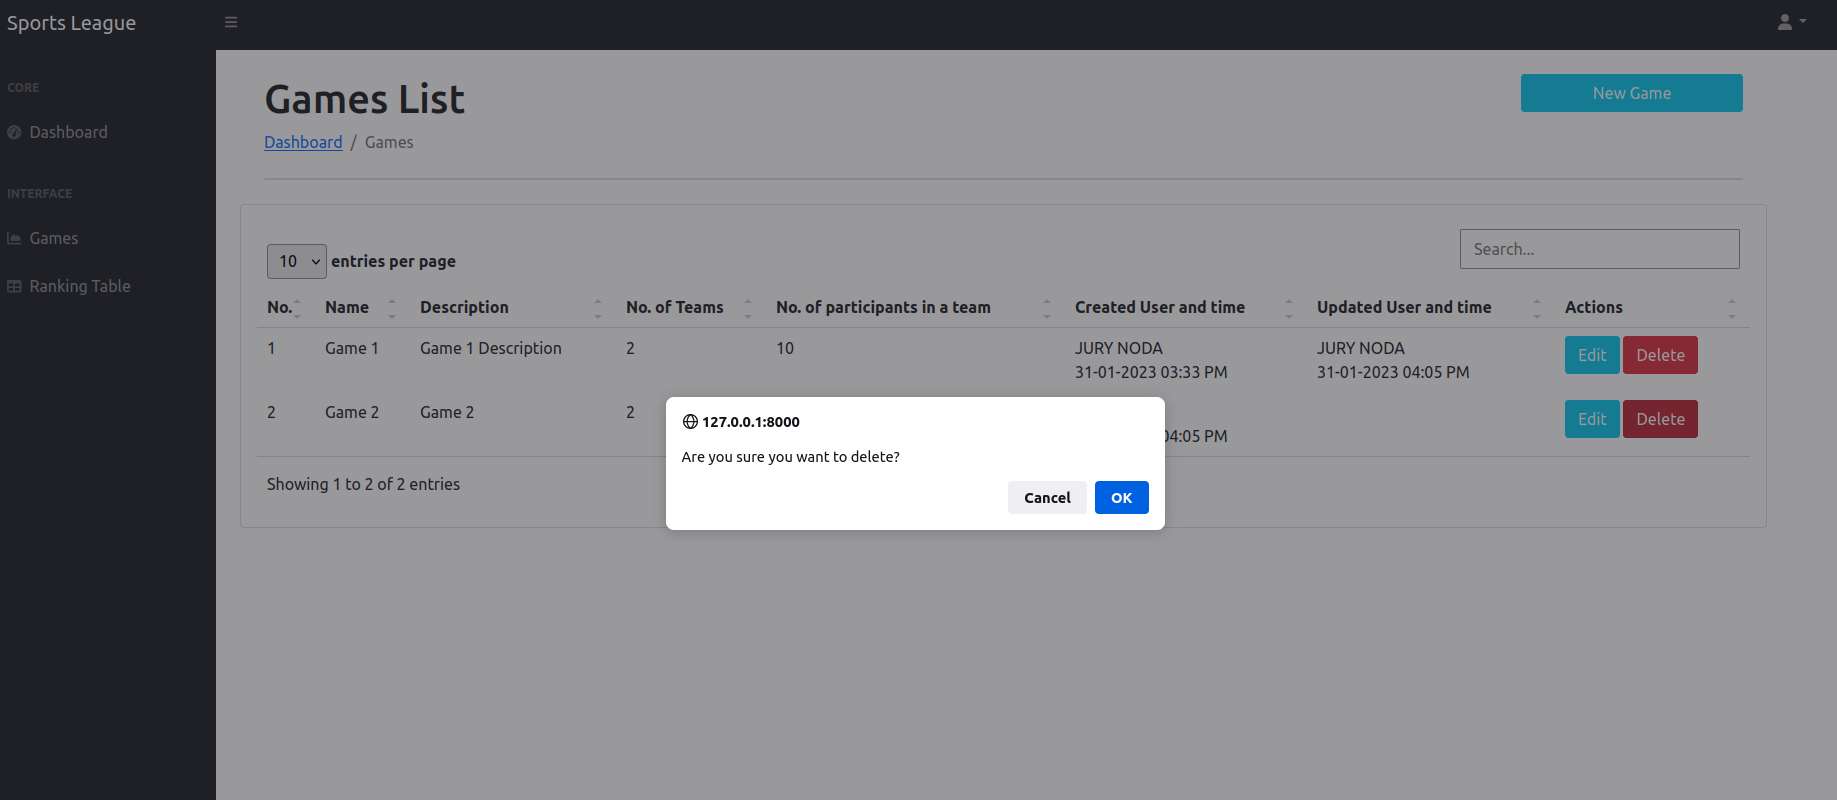 Sports League
CORE
Dashboard
INTERFACE
Games
Ranking Table
Games List
New Game
Dashboard / Games
10 entries per page
Search...
No. Name Description No. of Teams No. of participants in a team Created User and time Updated User and time Actions
1 Game 1 Game 1 Description 2 10 JURY NODA JURY NODA Edit Delete
31-01-2023 03:33 PM 31-01-2023 04:05 PM
2 Game 2 Game 2 2 Edit Delete
04:05 PM
Showing 1 to 2 of 2 entries
127.0.0.1:8000
Are you sure you want to delete?
Cancel OK